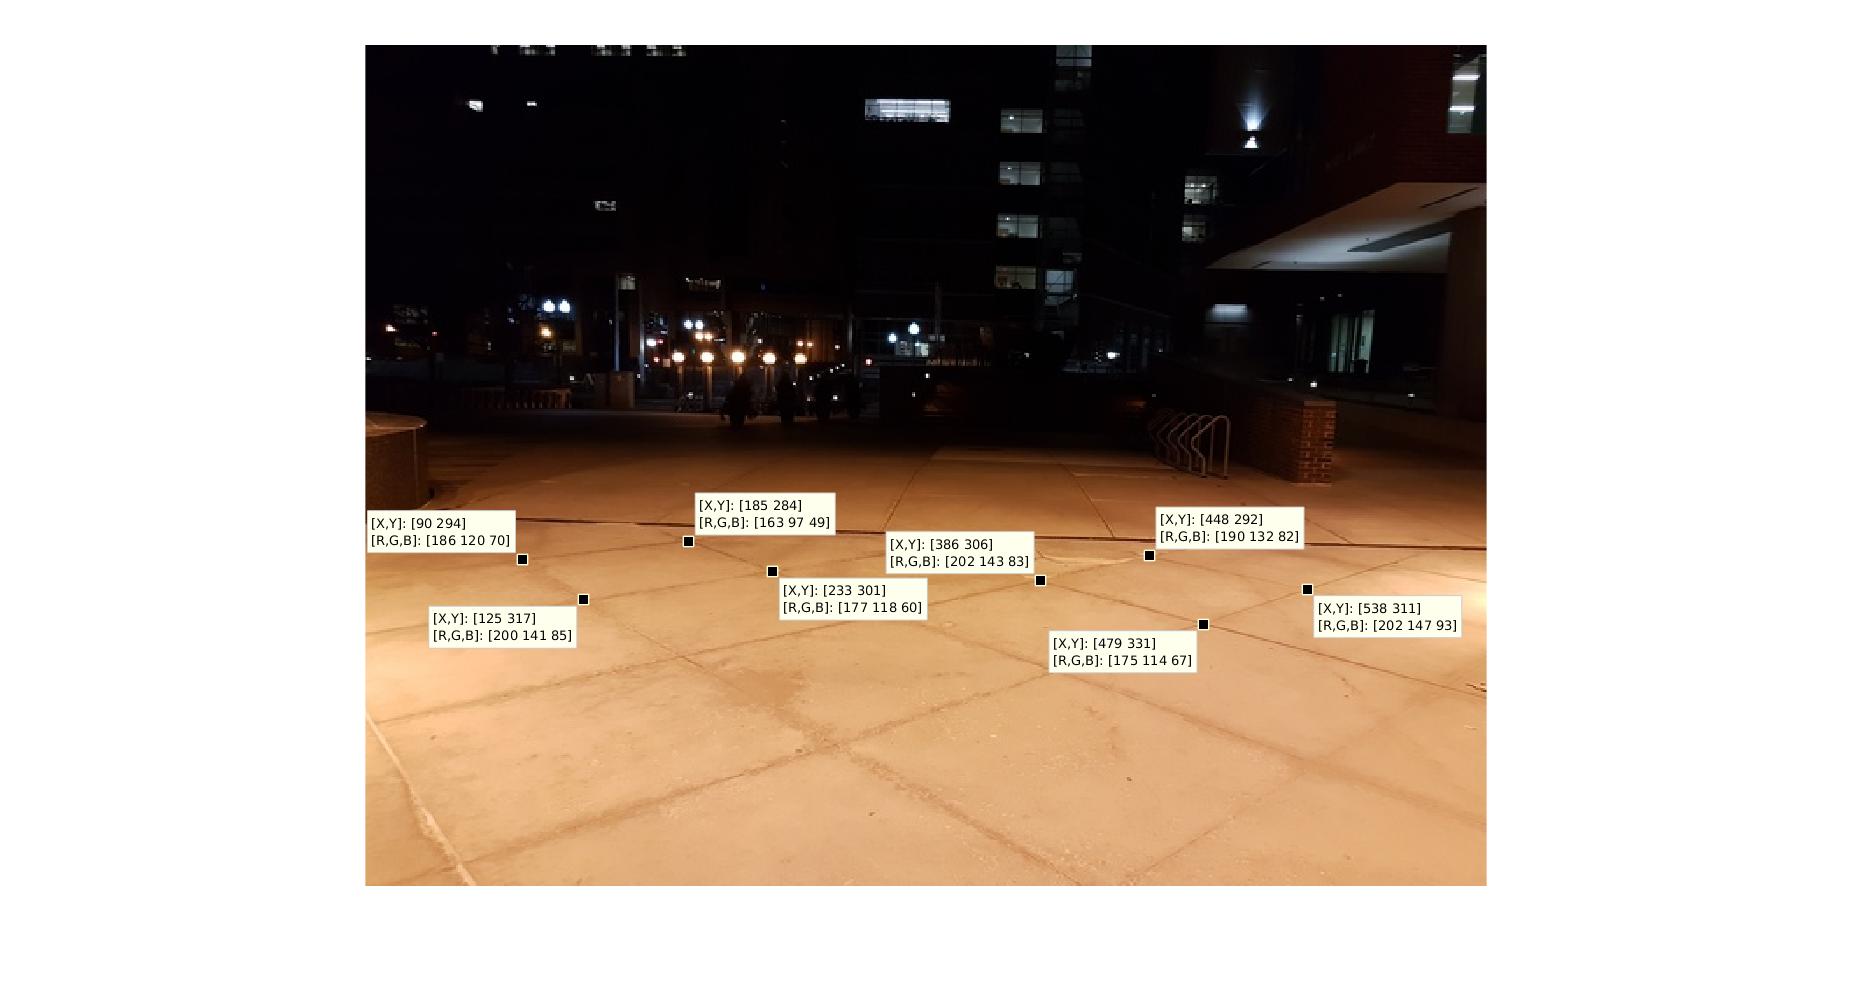 [X,Y]: [185 284]
[R,G,B]: [163 97 49]
[X,Y]: [90 294]
[R,G,B]: [186 120 70]
[X,Y]: [448 292]
[R,G,B]: [190 132 82]
[X,Y]: [386 306]
[R,G,B]: [202 143 83]
[X,Y]: [233 301]
[R,G,B]: [177 118 60]
[X,Y]: [538 311]
[R,G,B]: [202 147 93]
[X,Y]: [125 317]
[R,G,B]: [200 141 85]
[X,Y]: [479 331]
[R,G,B]: [175 114 67]